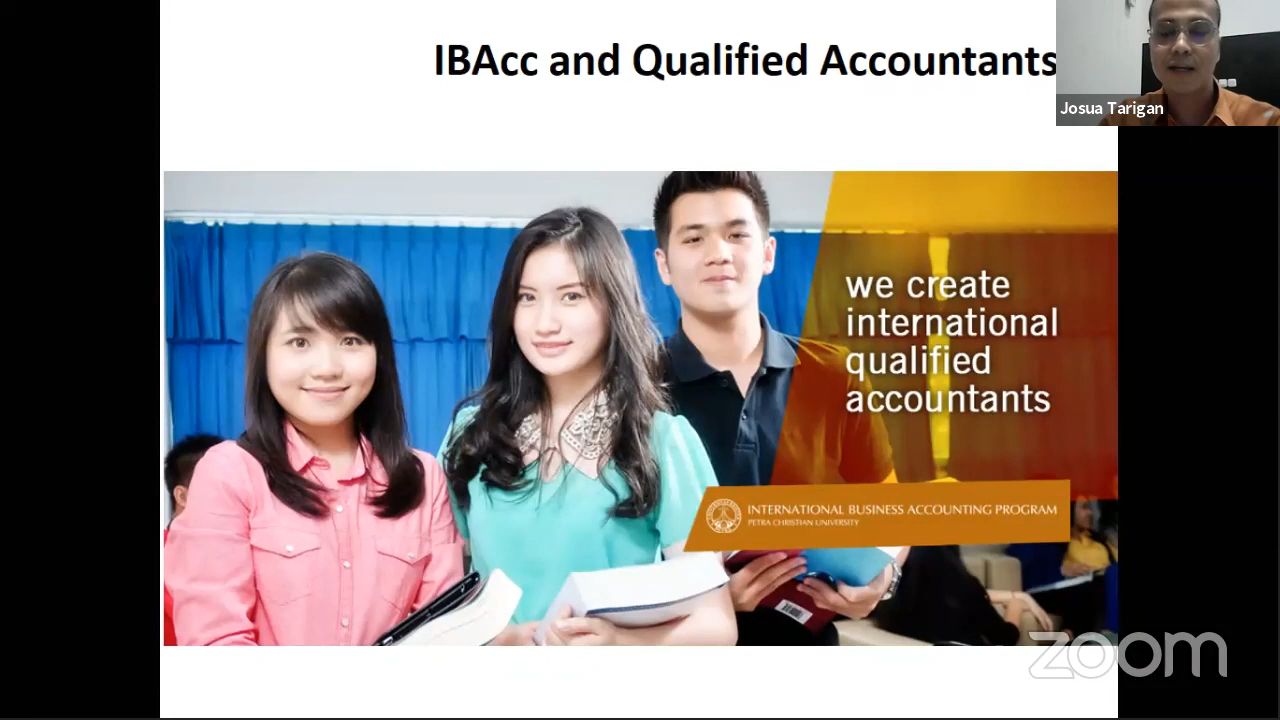 IBAcc and Qualified Accountants
Josua Tarigan
we create
international
qualified
accountants
INTERNATIONAL BUSINESS ACCOUNTING PROGRAM
PETRA CHRISTIAN UNIVERSITY
zoom